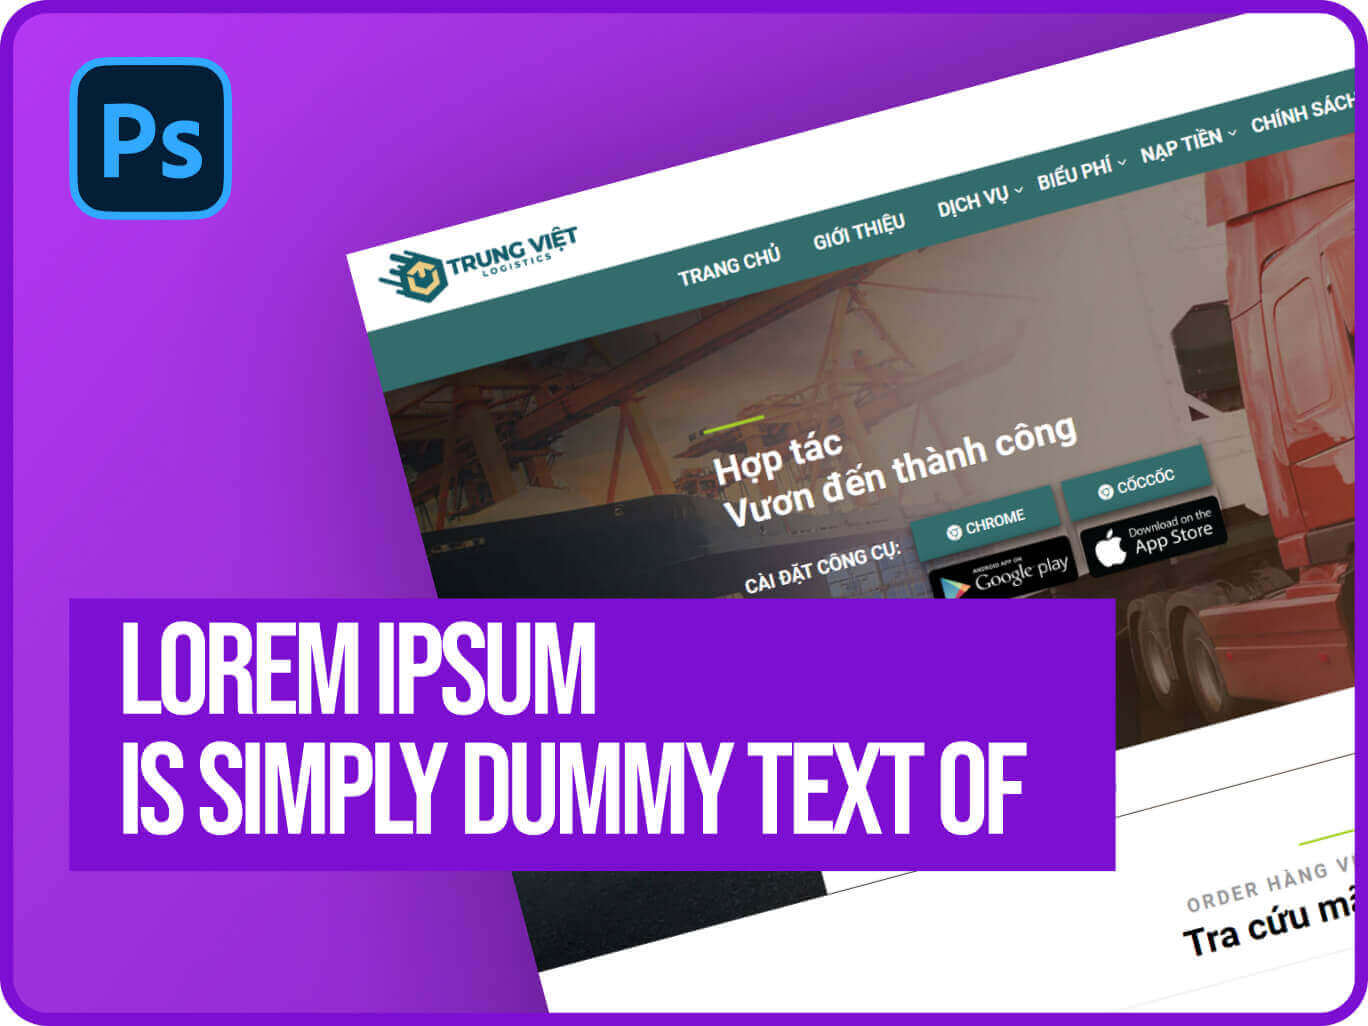 Ps
TRUNG VIỆT
LOGISTICS
TRANG CHỦ GIỚI THIỆU DỊCH VỤ BIỂU PHÍ NẠP TIỀN CHÍNH SÁCH
Hợp tác
Vươn đến thành công
CÀI ĐẶT CÔNG CỤ:
CHROME
CỐCCỐC
ANDROID APP ON
Google play
Download on the
App Store
LOREM IPSUM
IS SIMPLY DUMMY TEXT OF
ORDER HÀNG
Tra cứu